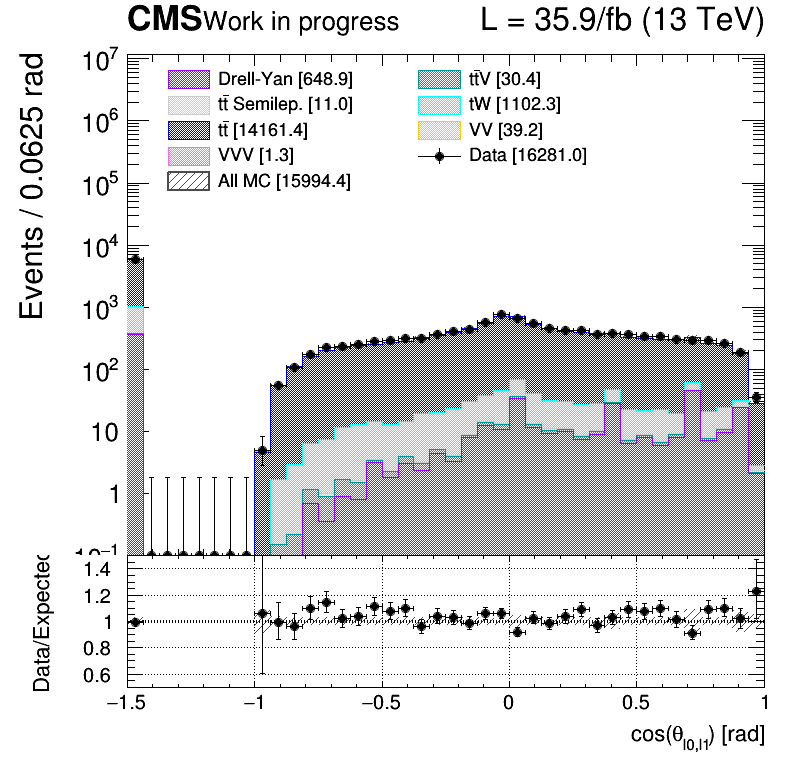 CMS Work in progress L = 35.9/fb (13 TeV)
Events / 0.0625 rad
10⁷
10⁶
10⁵
10⁴
10³
10²
10
1
10⁻¹
Drell-Yan [648.9]
tt̄ Semilep. [11.0]
tt̄ [14161.4]
VVV [1.3]
All MC [15994.4]
tt̄V [30.4]
tW [1102.3]
VV [39.2]
Data [16281.0]
Data/Expected
1.4
1.2
1
0.8
0.6
−1.5 −1 −0.5 0 0.5 1
cos(θ_{l0,l1}) [rad]